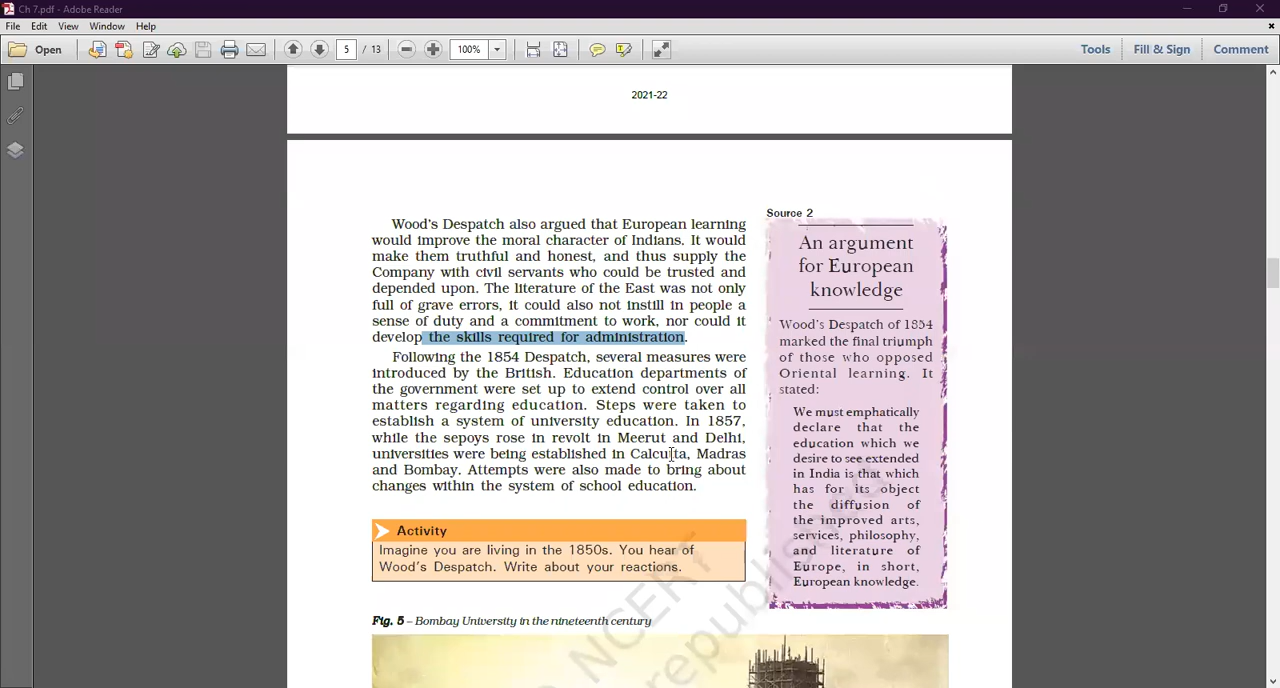 Ch 7.pdf - Adobe Reader
File Edit View Window Help
Open 5 / 13 100% Tools Fill & Sign Comment
2021-22
Wood's Despatch also argued that European learning
would improve the moral character of Indians. It would
make them truthful and honest, and thus supply the
Company with civil servants who could be trusted and
depended upon. The literature of the East was not only
full of grave errors, it could also not instill in people a
sense of duty and a commitment to work, nor could it
develop the skills required for administration.
Following the 1854 Despatch, several measures were
introduced by the British. Education departments of
the government were set up to extend control over all
matters regarding education. Steps were taken to
establish a system of university education. In 1857,
while the sepoys rose in revolt in Meerut and Delhi,
universities were being established in Calcutta, Madras
and Bombay. Attempts were also made to bring about
changes within the system of school education.
Activity
Imagine you are living in the 1850s. You hear of
Wood's Despatch. Write about your reactions.
Fig. 5 – Bombay University in the nineteenth century
Source 2
An argument
for European
knowledge
Wood's Despatch of 1854
marked the final triumph
of those who opposed
Oriental learning. It
stated:
We must emphatically
declare that the
education which we
desire to see extended
in India is that which
has for its object
the diffusion of
the improved arts,
services, philosophy,
and literature of
Europe, in short,
European knowledge.
NCERT
republished